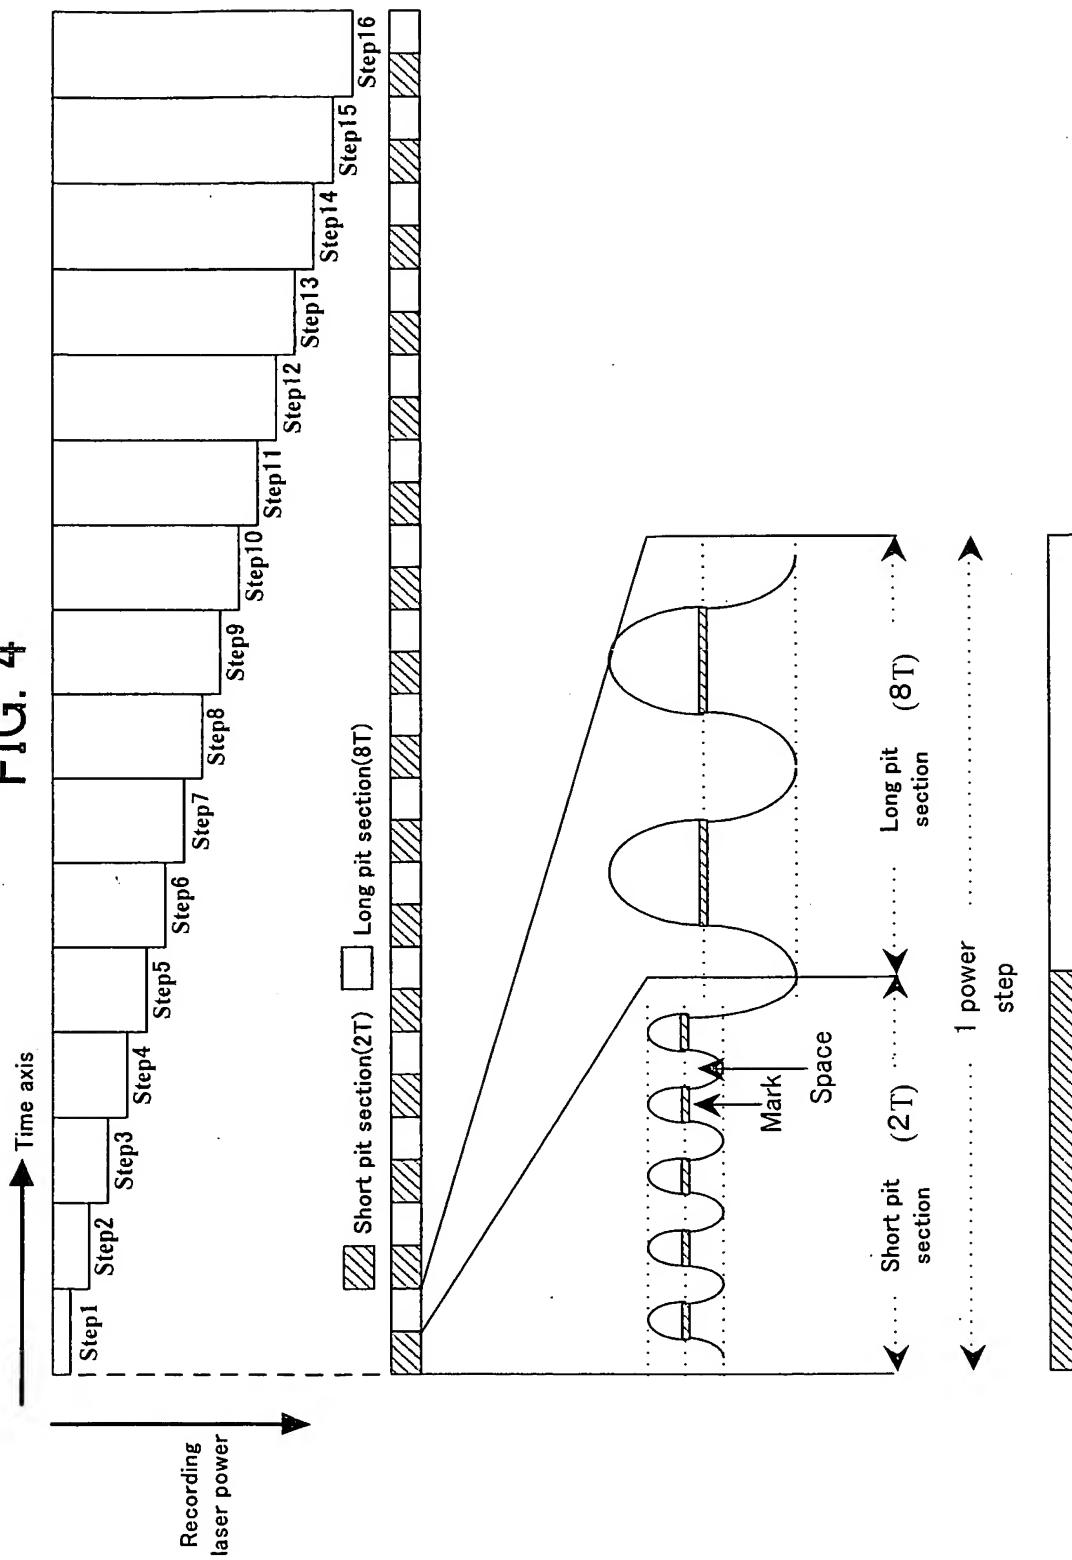 FIG. 4
Time axis
Recording
laser power
Step1
Step2
Step3
Step4
Step5
Step6
Step7
Step8
Step9
Step10
Step11
Step12
Step13
Step14
Step15
Step16
Short pit section(2T)
Long pit section(8T)
Mark
Space
Short pit
section
(2T)
Long pit
section
(8T)
1 power
step